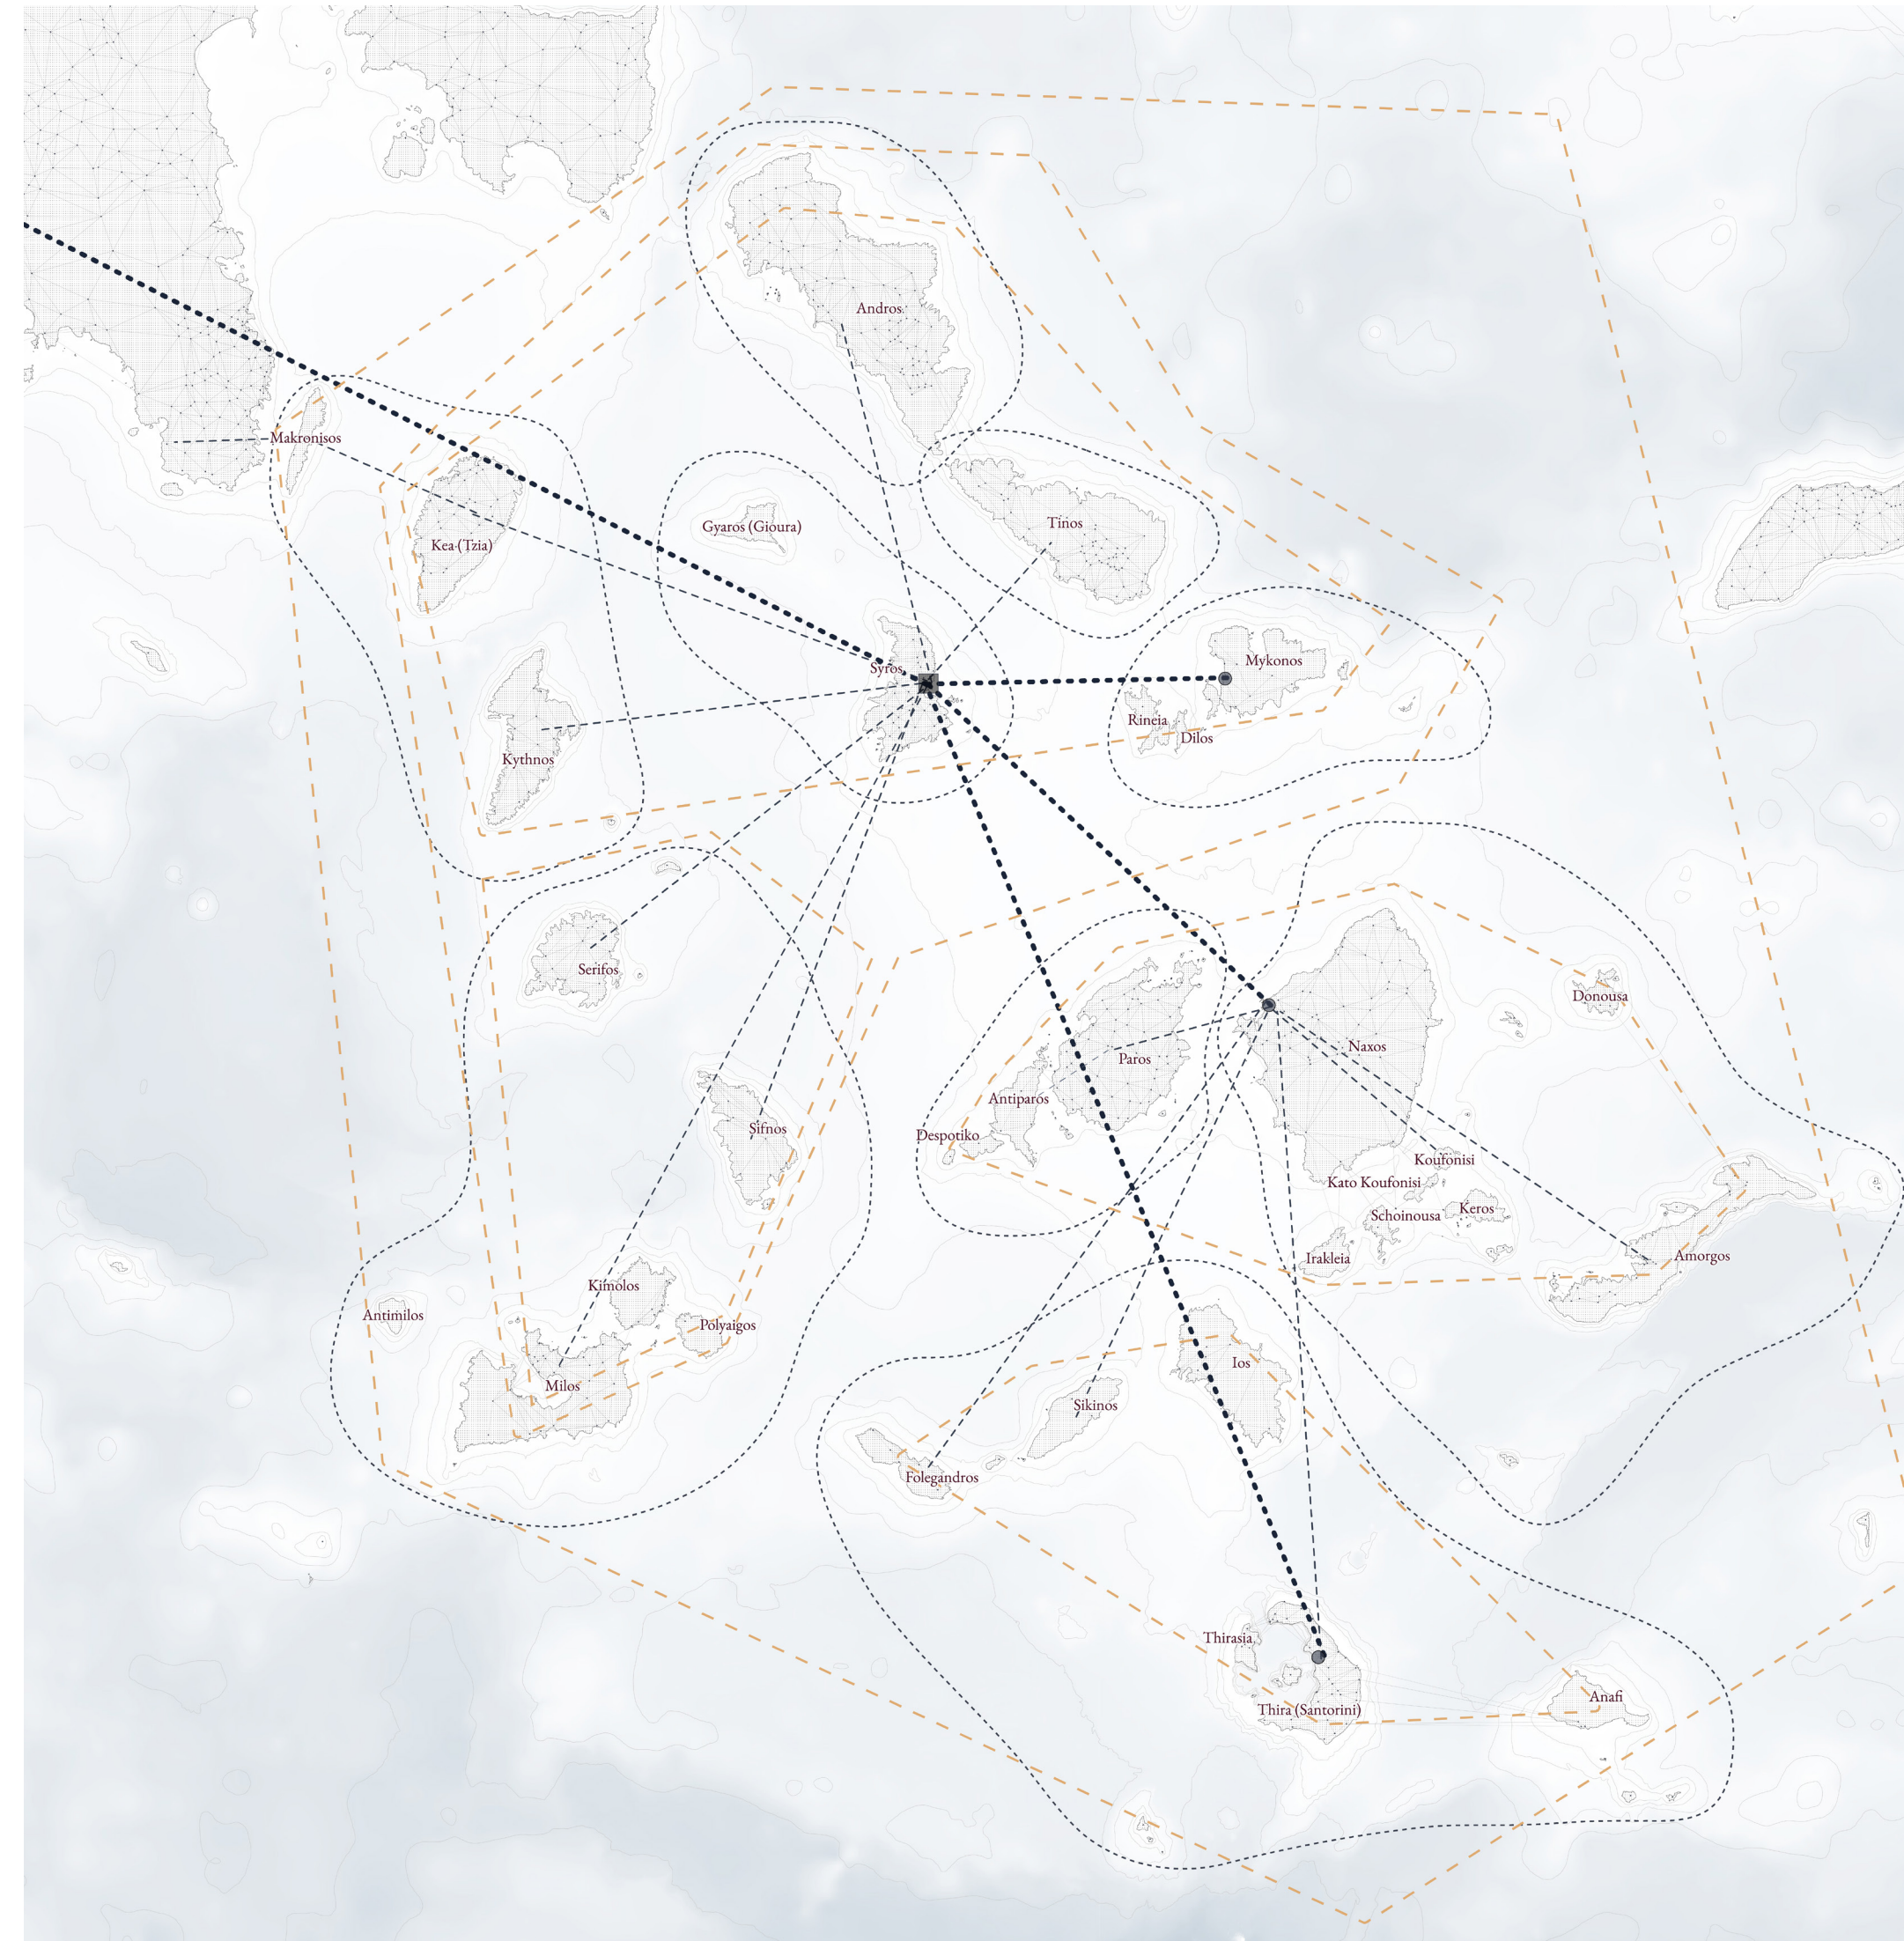 Andros
Makronisos
Tinos
Gyaros (Gioura)
Kea (Tzia)
Mykonos
Syros
Rineia
Dilos
Kythnos
Serifos
Donousa
Naxos
Paros
Antiparos
Sifnos
Despotiko
Koufonisi
Kato Koufonisi
Keros
Schoinousa
Amorgos
Irakleia
Kimolos
Antimilos
Polyaigos
Ios
Milos
Sikinos
Folegandros
Thirasia
Anafi
Thira (Santorini)